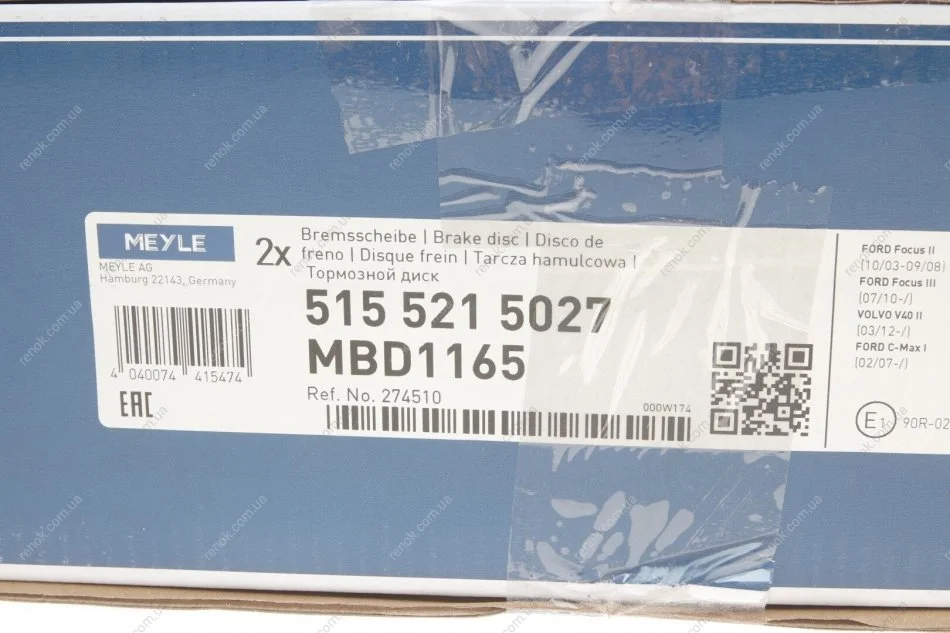 MEYLE
MEYLE AG
Hamburg 22143, Germany
4 040074 415474
EAC
2x
Bremsscheibe | Brake disc | Disco de
freno | Disque frein | Tarcza hamulcowa |
Тормозной диск
515 521 5027
MBD1165
Ref. No. 274510
000W174
FORD Focus II
(10/03-09/08)
FORD Focus III
(07/10-/)
VOLVO V40 II
(03/12-/)
FORD C-Max I
(02/07-/)
E1 90R-02
renok.com.ua